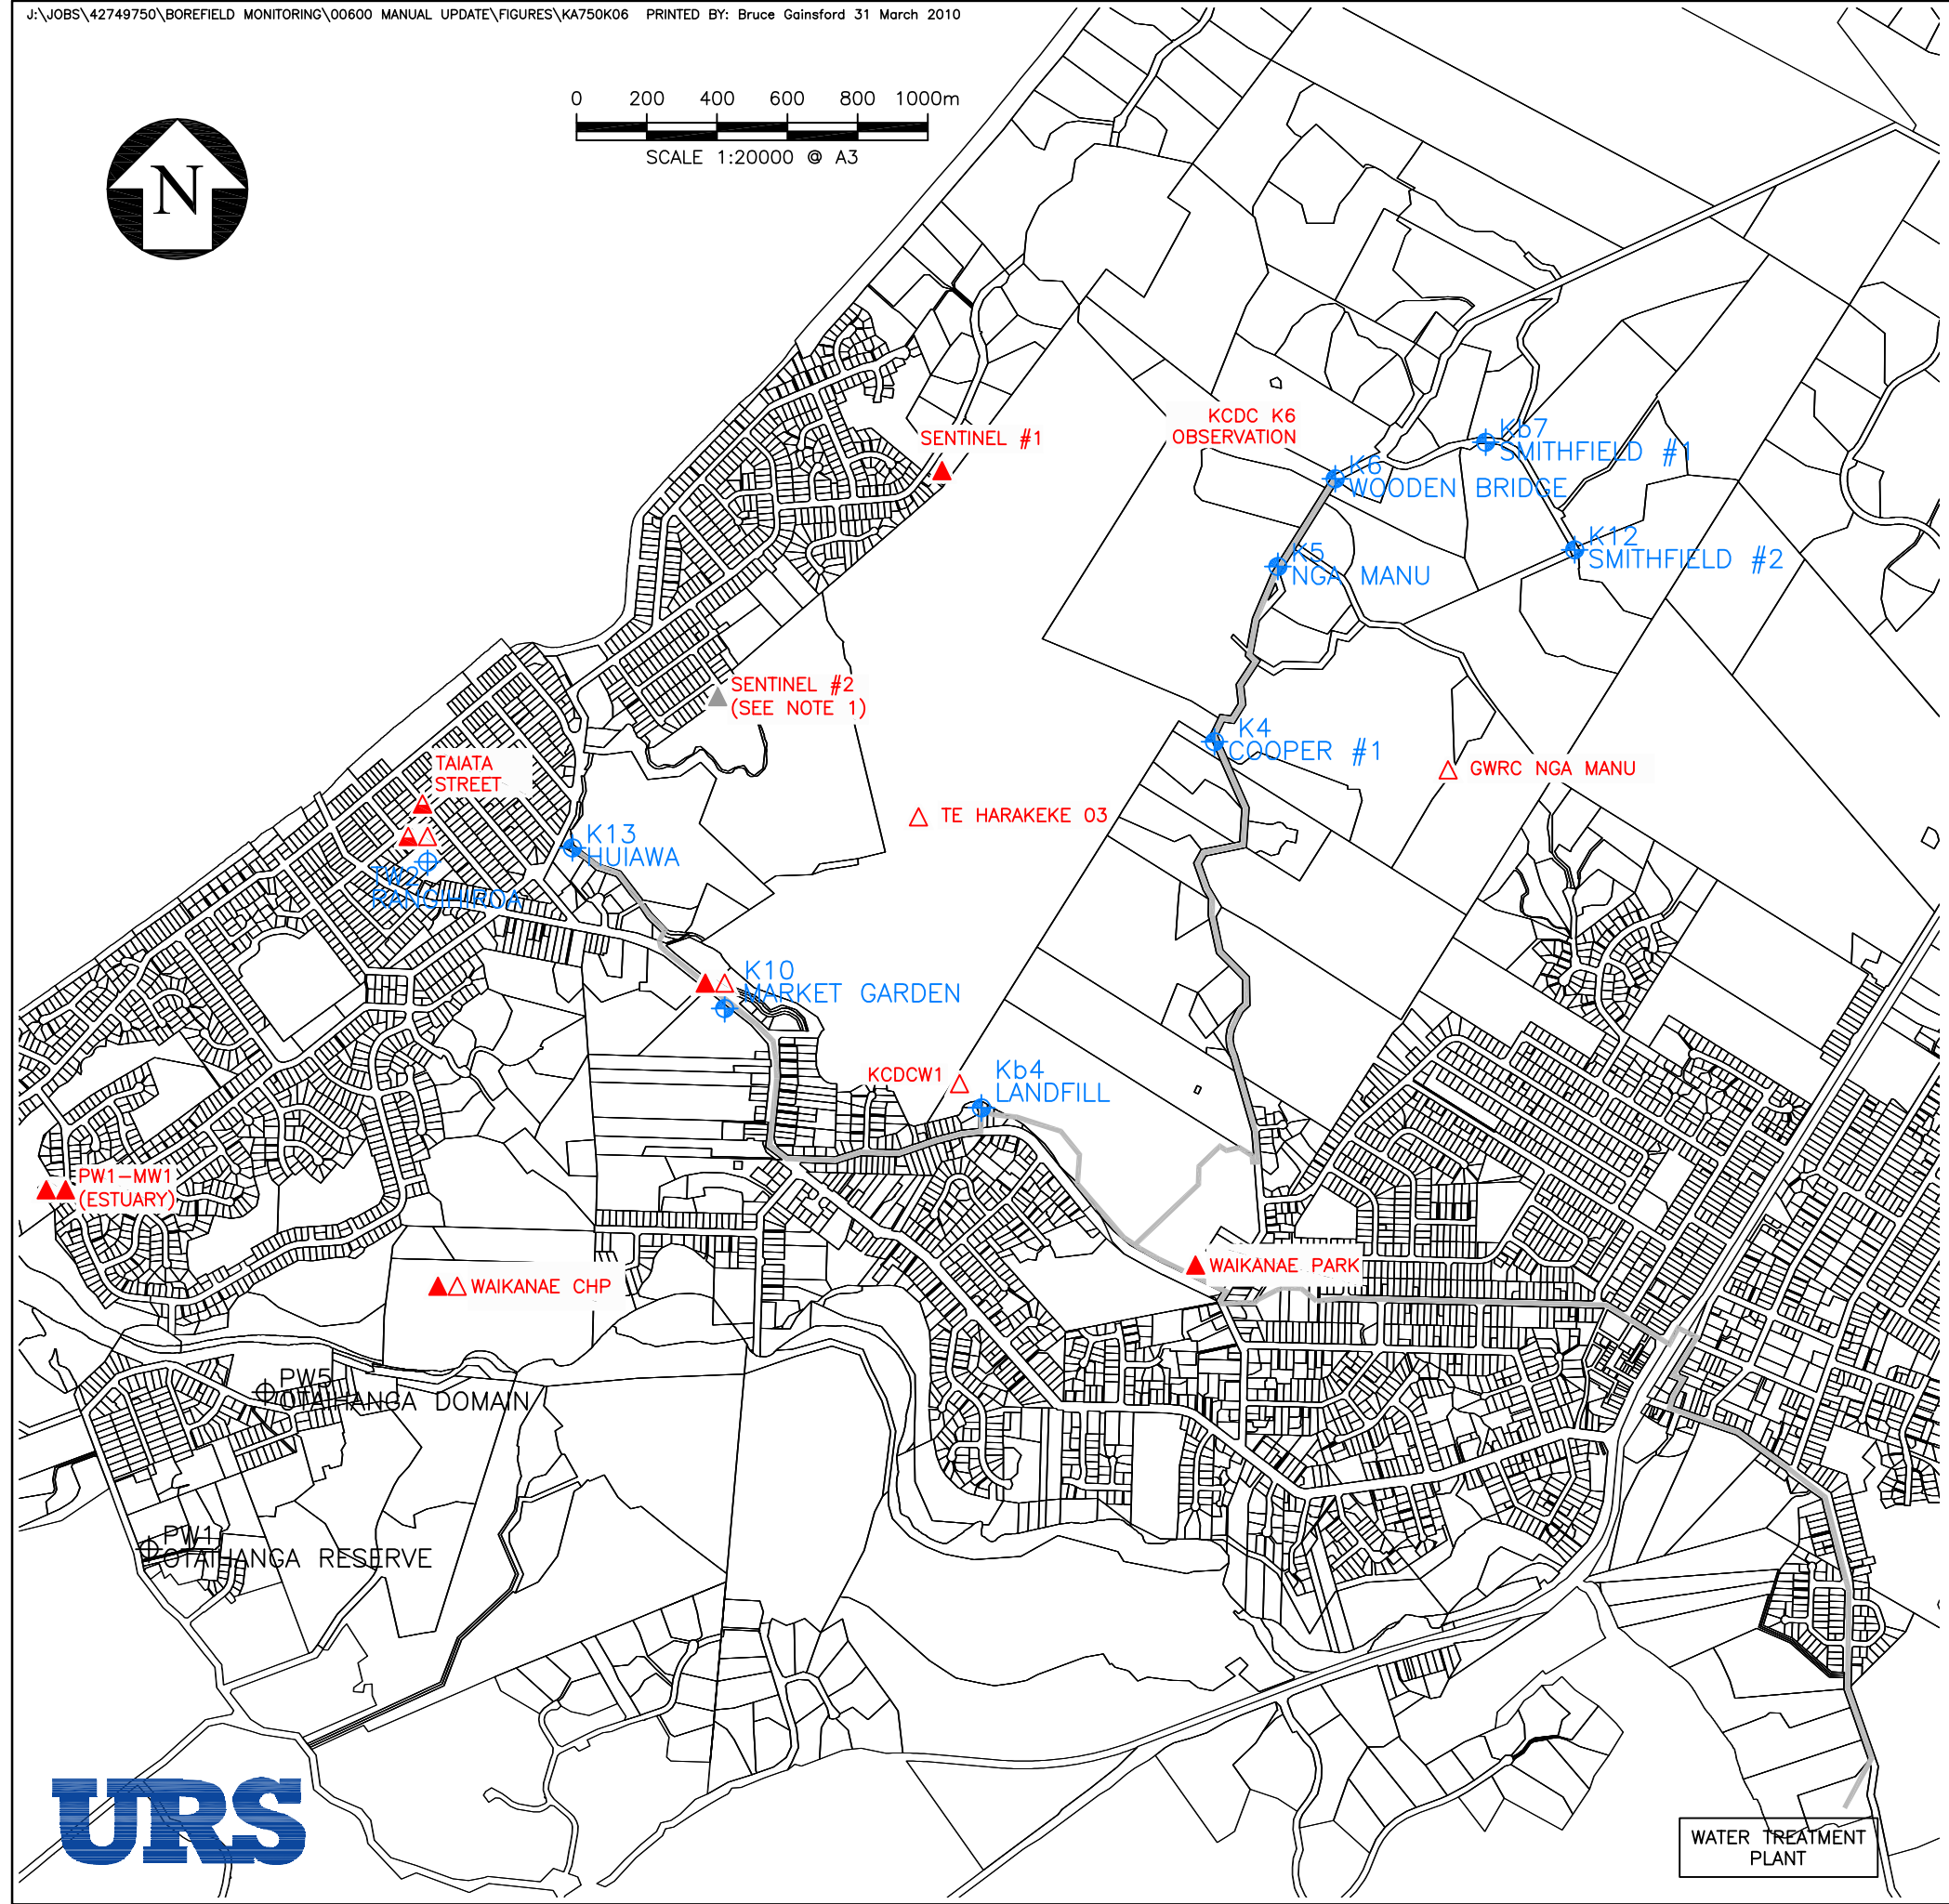 J:\JOBS\42749750\BOREFIELD MONITORING\00600 MANUAL UPDATE\FIGURES\KA750K06 PRINTED BY: Bruce Gainsford 31 March 2010
0 200 400 600 800 1000m
SCALE 1:20000 @ A3
N
KCDC K6
OBSERVATION
SENTINEL #1
Kb7
SMITHFIELD #1
K6
WOODEN BRIDGE
K12
SMITHFIELD #2
K5
NGA MANU
SENTINEL #2
(SEE NOTE 1)
K4
COOPER #1
TAIATA
STREET
GWRC NGA MANU
TE HARAKEKE 03
K13
HUIAWA
TW2
RANGIHIROA
K10
MARKET GARDEN
KCDCW1
Kb4
LANDFILL
PW1-MW1
(ESTUARY)
WAIKANAE PARK
WAIKANAE CHP
PW5
OTAIHANGA DOMAIN
PW1
OTAIHANGA RESERVE
URS
WATER TREATMENT
PLANT